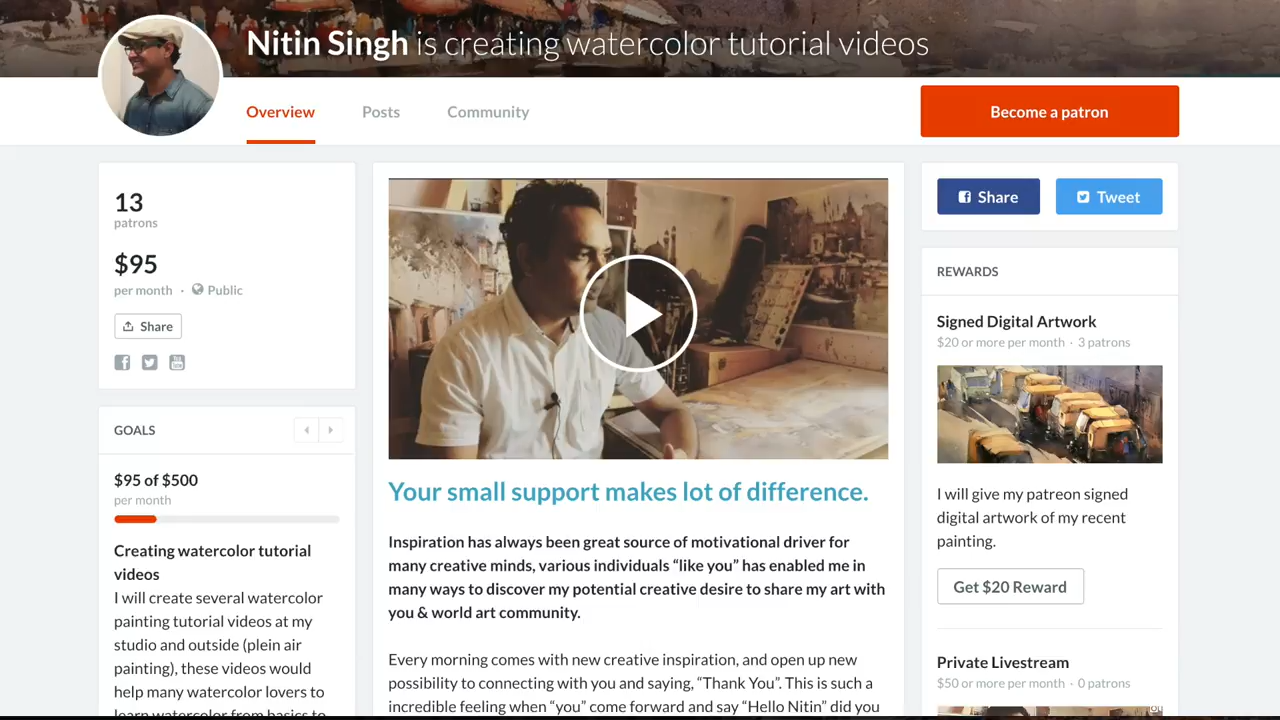 Nitin Singh is creating watercolor tutorial videos
Overview
Posts
Community
Become a patron
13
patrons
$95
per month · Public
Share
GOALS
$95 of $500
per month
Creating watercolor tutorial
videos
I will create several watercolor
painting tutorial videos at my
studio and outside (plein air
painting), these videos would
help many watercolor lovers to
learn watercolor from basics to
Your small support makes lot of difference.
Inspiration has always been great source of motivational driver for
many creative minds, various individuals “like you” has enabled me in
many ways to discover my potential creative desire to share my art with
you & world art community.
Every morning comes with new creative inspiration, and open up new
possibility to connecting with you and saying, “Thank You”. This is such a
incredible feeling when “you” come forward and say “Hello Nitin” did you
Share
Tweet
REWARDS
Signed Digital Artwork
$20 or more per month · 3 patrons
I will give my patreon signed
digital artwork of my recent
painting.
Get $20 Reward
Private Livestream
$50 or more per month · 0 patrons